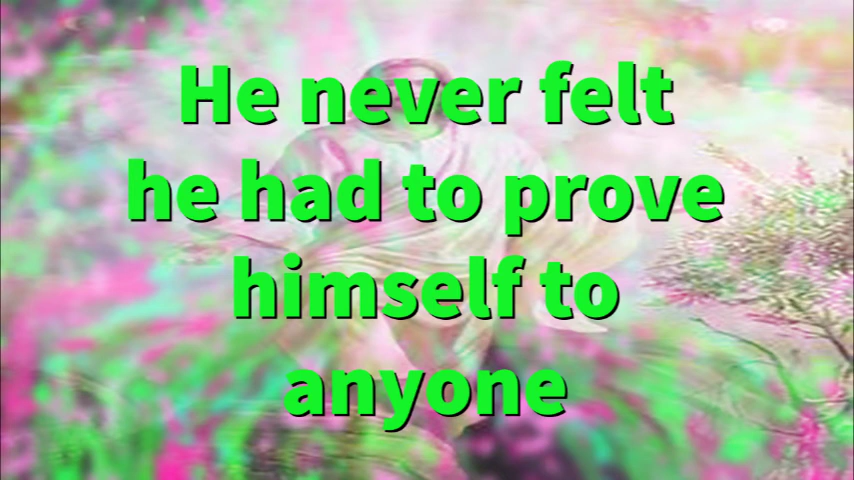 He never felt
he had to prove
himself to
anyone